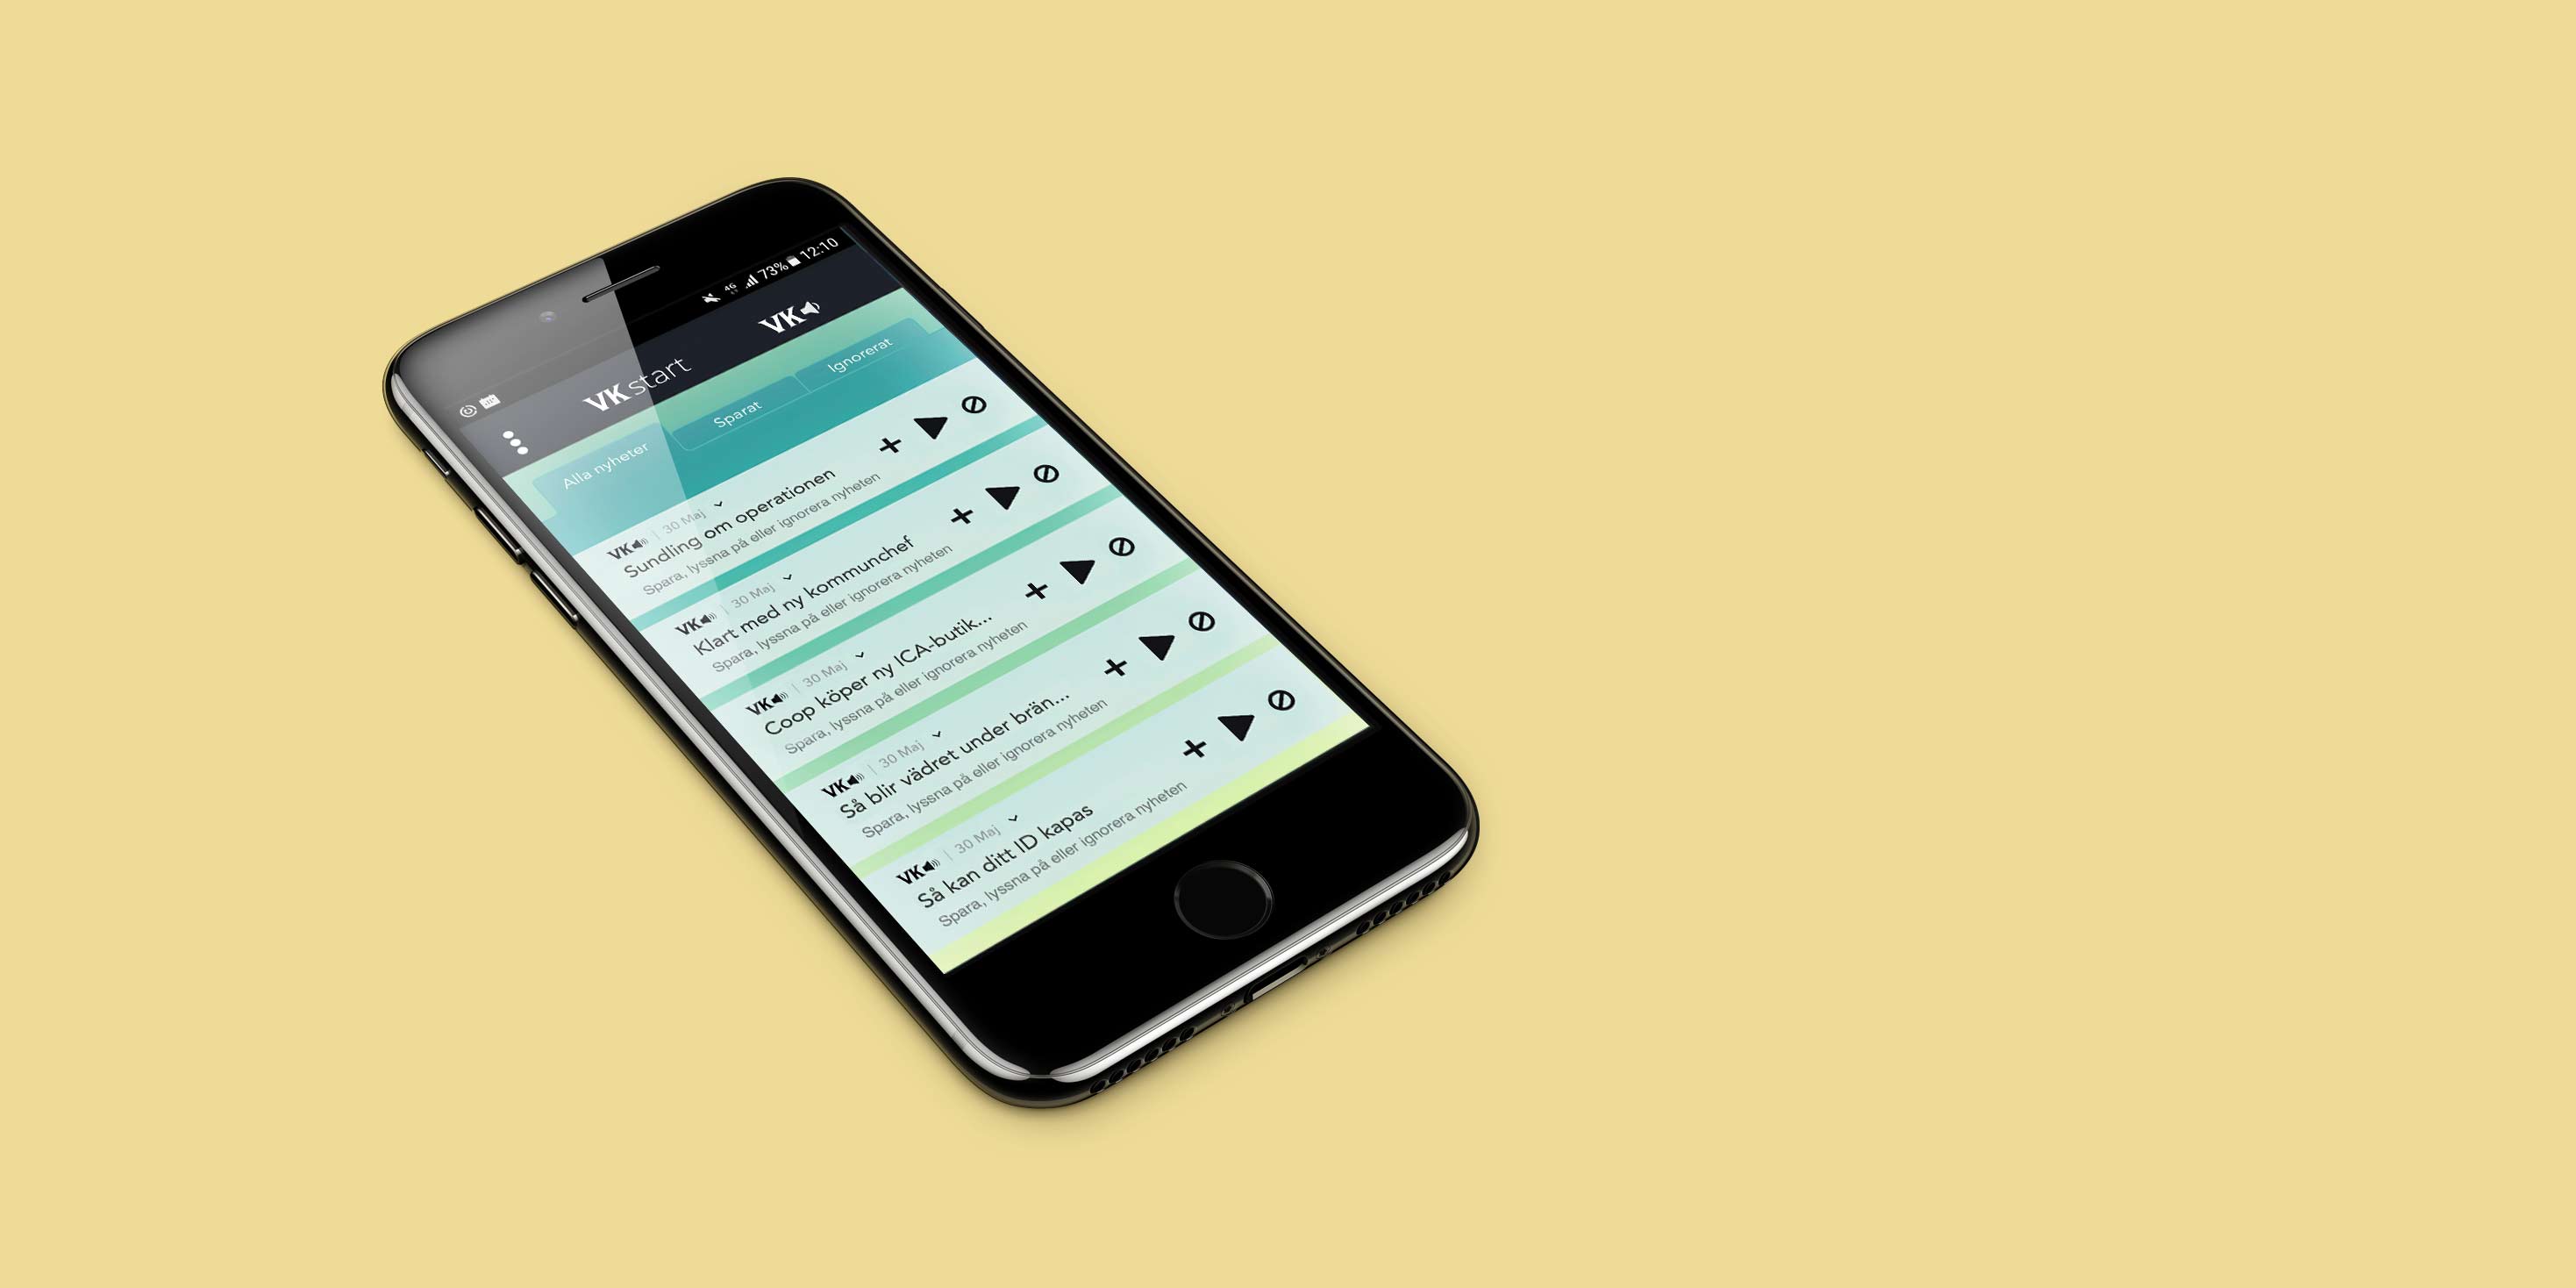 4G 73% 12:10
VK start VK
Alla nyheter Sparat Ignorerat
VK | 30 Maj
Sundling om operationen
Spara, lyssna på eller ignorera nyheten
VK | 30 Maj
Klart med ny kommunchef
Spara, lyssna på eller ignorera nyheten
VK | 30 Maj
Coop köper ny ICA-butik...
Spara, lyssna på eller ignorera nyheten
VK | 30 Maj
Så blir vädret under brän...
Spara, lyssna på eller ignorera nyheten
VK | 30 Maj
Så kan ditt ID kapas
Spara, lyssna på eller ignorera nyheten